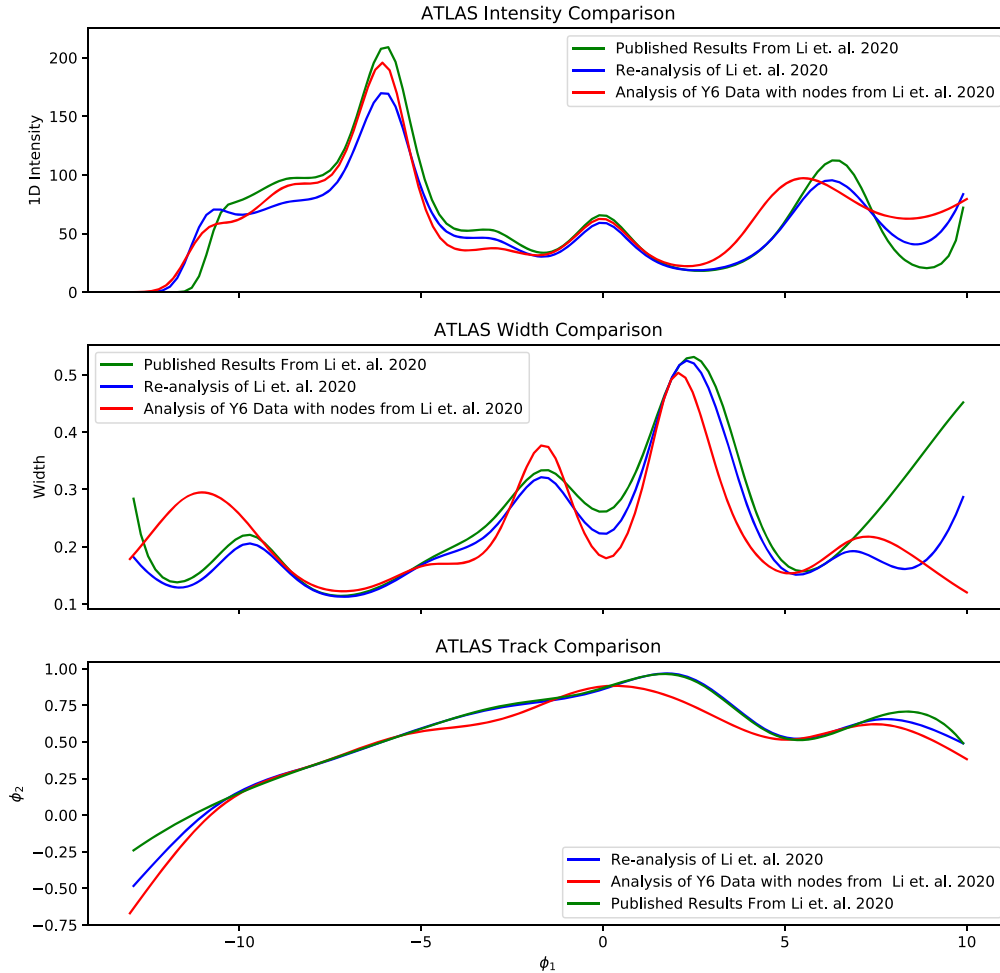 ATLAS Intensity Comparison
200
150
100
50
0
1D Intensity
Published Results From Li et. al. 2020
Re-analysis of Li et. al. 2020
Analysis of Y6 Data with nodes from Li et. al. 2020
−10
−5
0
5
10
ATLAS Width Comparison
0.5
0.4
0.3
0.2
0.1
Width
Published Results From Li et. al. 2020
Re-analysis of Li et. al. 2020
Analysis of Y6 Data with nodes from Li et. al. 2020
ATLAS Track Comparison
1.00
0.75
0.50
0.25
0.00
−0.25
−0.50
−0.75
ϕ2
Re-analysis of Li et. al. 2020
Analysis of Y6 Data with nodes from  Li et. al. 2020
Published Results From Li et. al. 2020
−10
−5
0
5
10
ϕ1